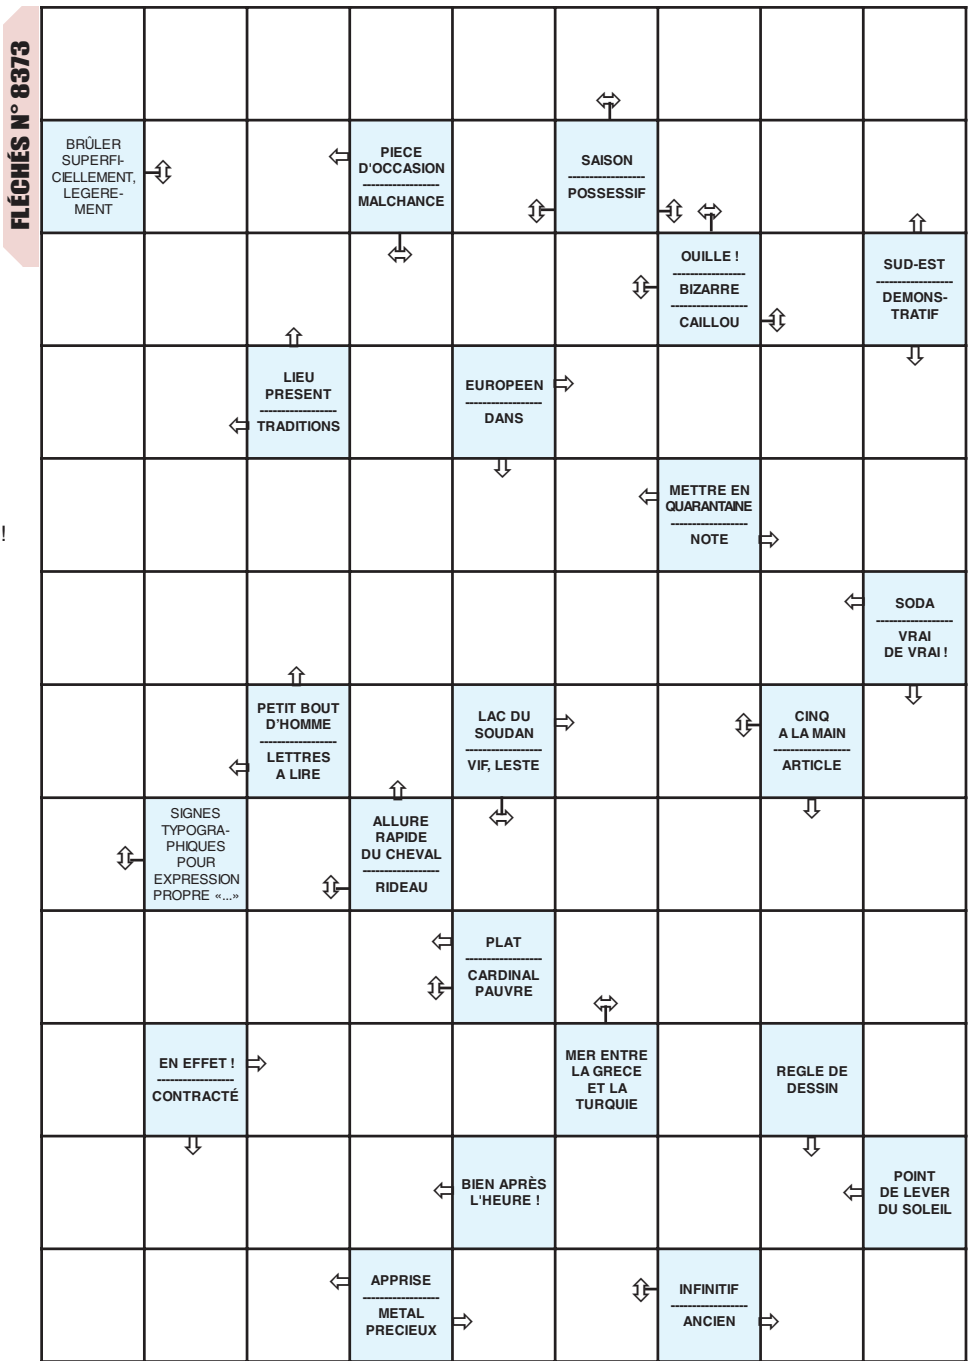 FLÉCHÉS N° 8373
BRÛLER
SUPERFI-
CIELLEMENT,
LEGERE-
MENT
PIECE
D'OCCASION
-------------------
MALCHANCE
SAISON
-------------------
POSSESSIF
OUILLE !
-------------------
BIZARRE
-------------------
CAILLOU
SUD-EST
-------------------
DEMONS-
TRATIF
LIEU
PRESENT
-------------------
TRADITIONS
EUROPEEN
-------------------
DANS
!
METTRE EN
QUARANTAINE
-------------------
NOTE
SODA
-------------------
VRAI
DE VRAI !
PETIT BOUT
D'HOMME
-------------------
LETTRES
A LIRE
LAC DU
SOUDAN
-------------------
VIF, LESTE
CINQ
A LA MAIN
-------------------
ARTICLE
SIGNES
TYPOGRA-
PHIQUES
POUR
EXPRESSION
PROPRE «...»
ALLURE
RAPIDE
DU CHEVAL
-------------------
RIDEAU
PLAT
-------------------
CARDINAL
PAUVRE
EN EFFET !
-------------------
CONTRACTÉ
MER ENTRE
LA GRECE
ET LA
TURQUIE
REGLE DE
DESSIN
BIEN APRÈS
L'HEURE !
POINT
DE LEVER
DU SOLEIL
APPRISE
-------------------
METAL
PRECIEUX
INFINITIF
-------------------
ANCIEN